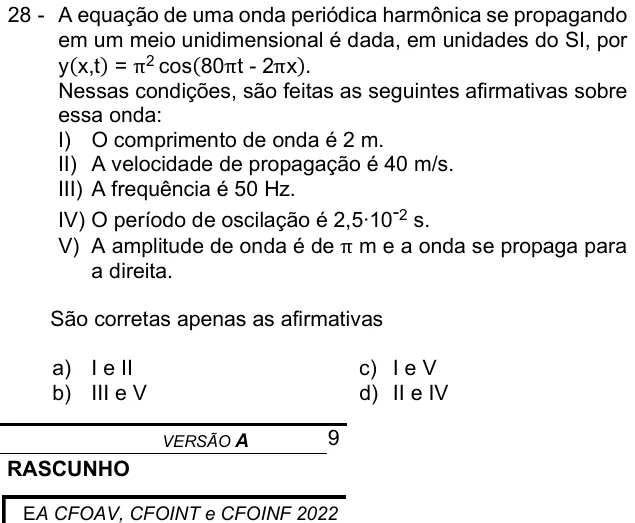 28 - A equação de uma onda periódica harmônica se propagando
em um meio unidimensional é dada, em unidades do SI, por
y(x,t) = π² cos(80πt - 2πx).
Nessas condições, são feitas as seguintes afirmativas sobre
essa onda:
I) O comprimento de onda é 2 m.
II) A velocidade de propagação é 40 m/s.
III) A frequência é 50 Hz.
IV) O período de oscilação é 2,5·10⁻² s.
V) A amplitude de onda é de π m e a onda se propaga para
a direita.
São corretas apenas as afirmativas
a) I e II
c) I e V
b) III e V
d) II e IV
VERSÃO A 9
RASCUNHO
EA CFOAV, CFOINT e CFOINF 2022